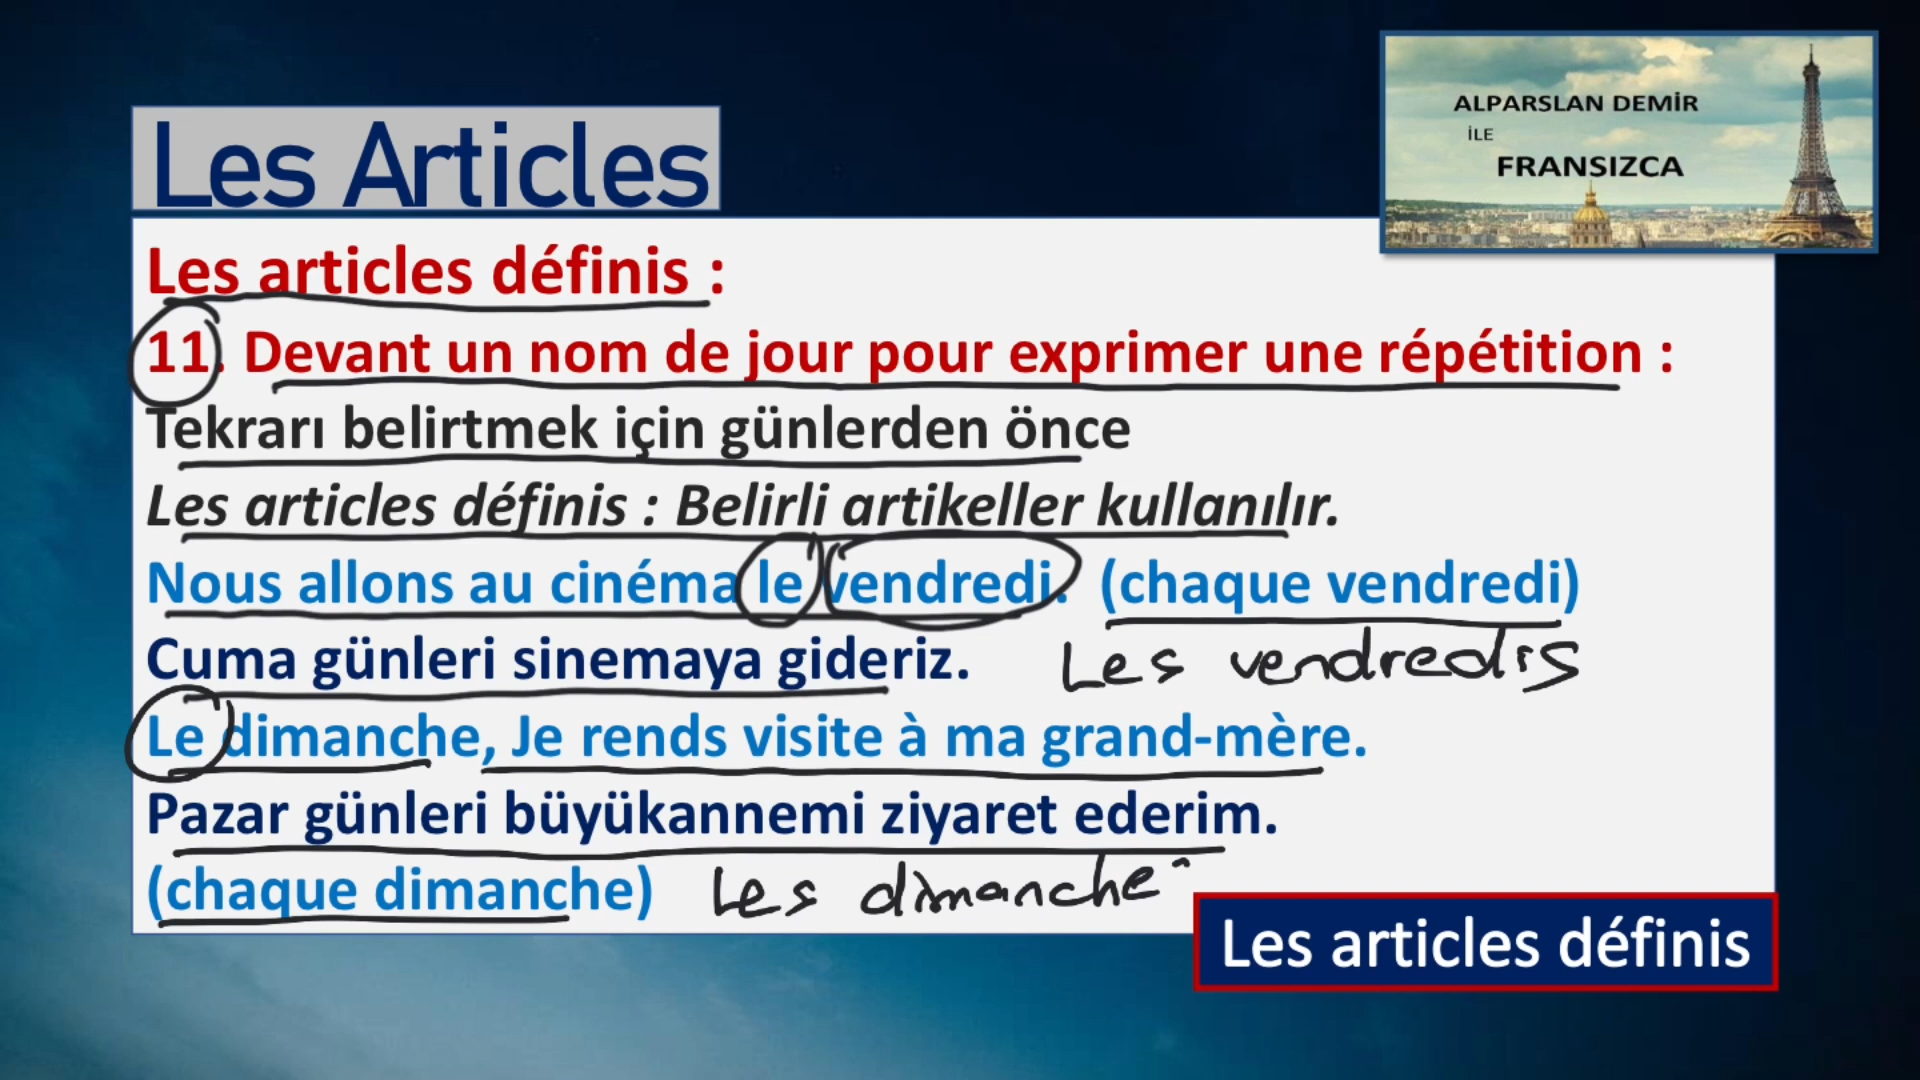 ALPARSLAN DEMİR
İLE
FRANSIZCA
Les Articles
Les articles définis :
11. Devant un nom de jour pour exprimer une répétition :
Tekrarı belirtmek için günlerden önce
Les articles définis : Belirli artikeller kullanılır.
Nous allons au cinéma le vendredi. (chaque vendredi)
Cuma günleri sinemaya gideriz. Les vendredis
Le dimanche, Je rends visite à ma grand-mère.
Pazar günleri büyükannemi ziyaret ederim.
(chaque dimanche) Les dimanche
Les articles définis